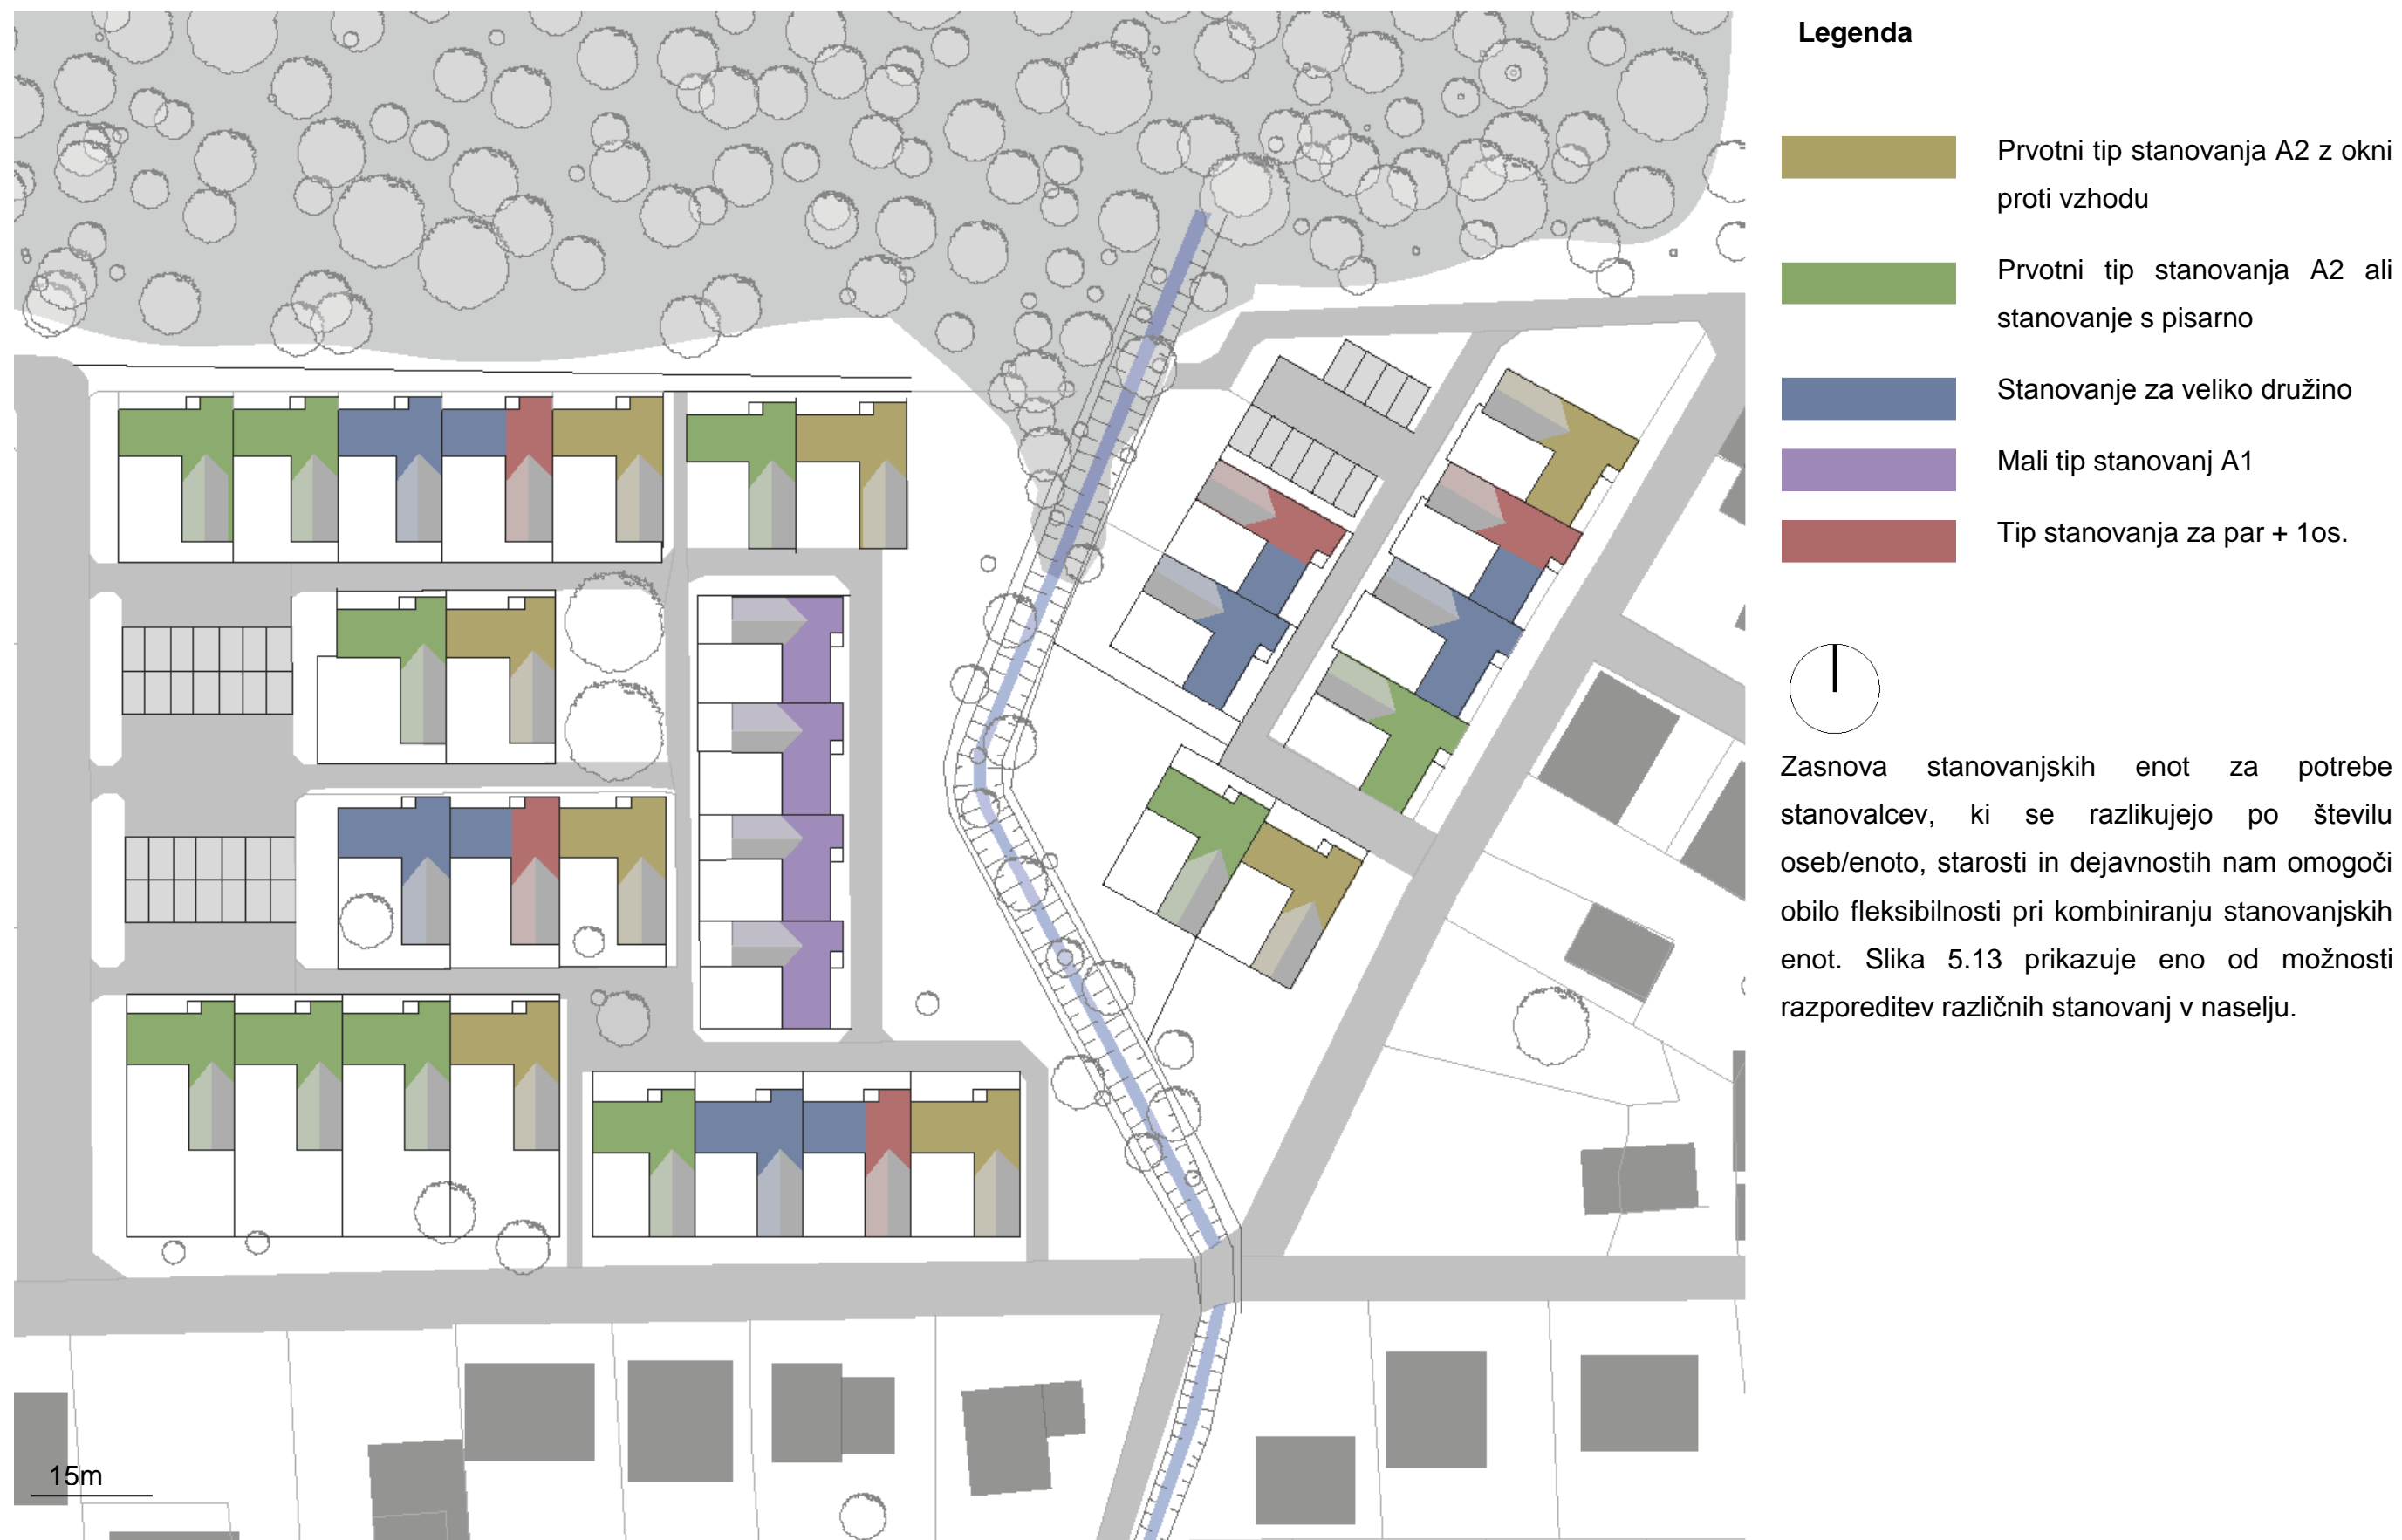 Legenda
Prvotni tip stanovanja A2 z okni
proti vzhodu
Prvotni tip stanovanja A2 ali
stanovanje s pisarno
Stanovanje za veliko družino
Mali tip stanovanj A1
Tip stanovanja za par + 1os.
Zasnova stanovanjskih enot za potrebe
stanovalcev, ki se razlikujejo po številu
oseb/enoto, starosti in dejavnostih nam omogoči
obilo fleksibilnosti pri kombiniranju stanovanjskih
enot. Slika 5.13 prikazuje eno od možnosti
razporeditev različnih stanovanj v naselju.
15m